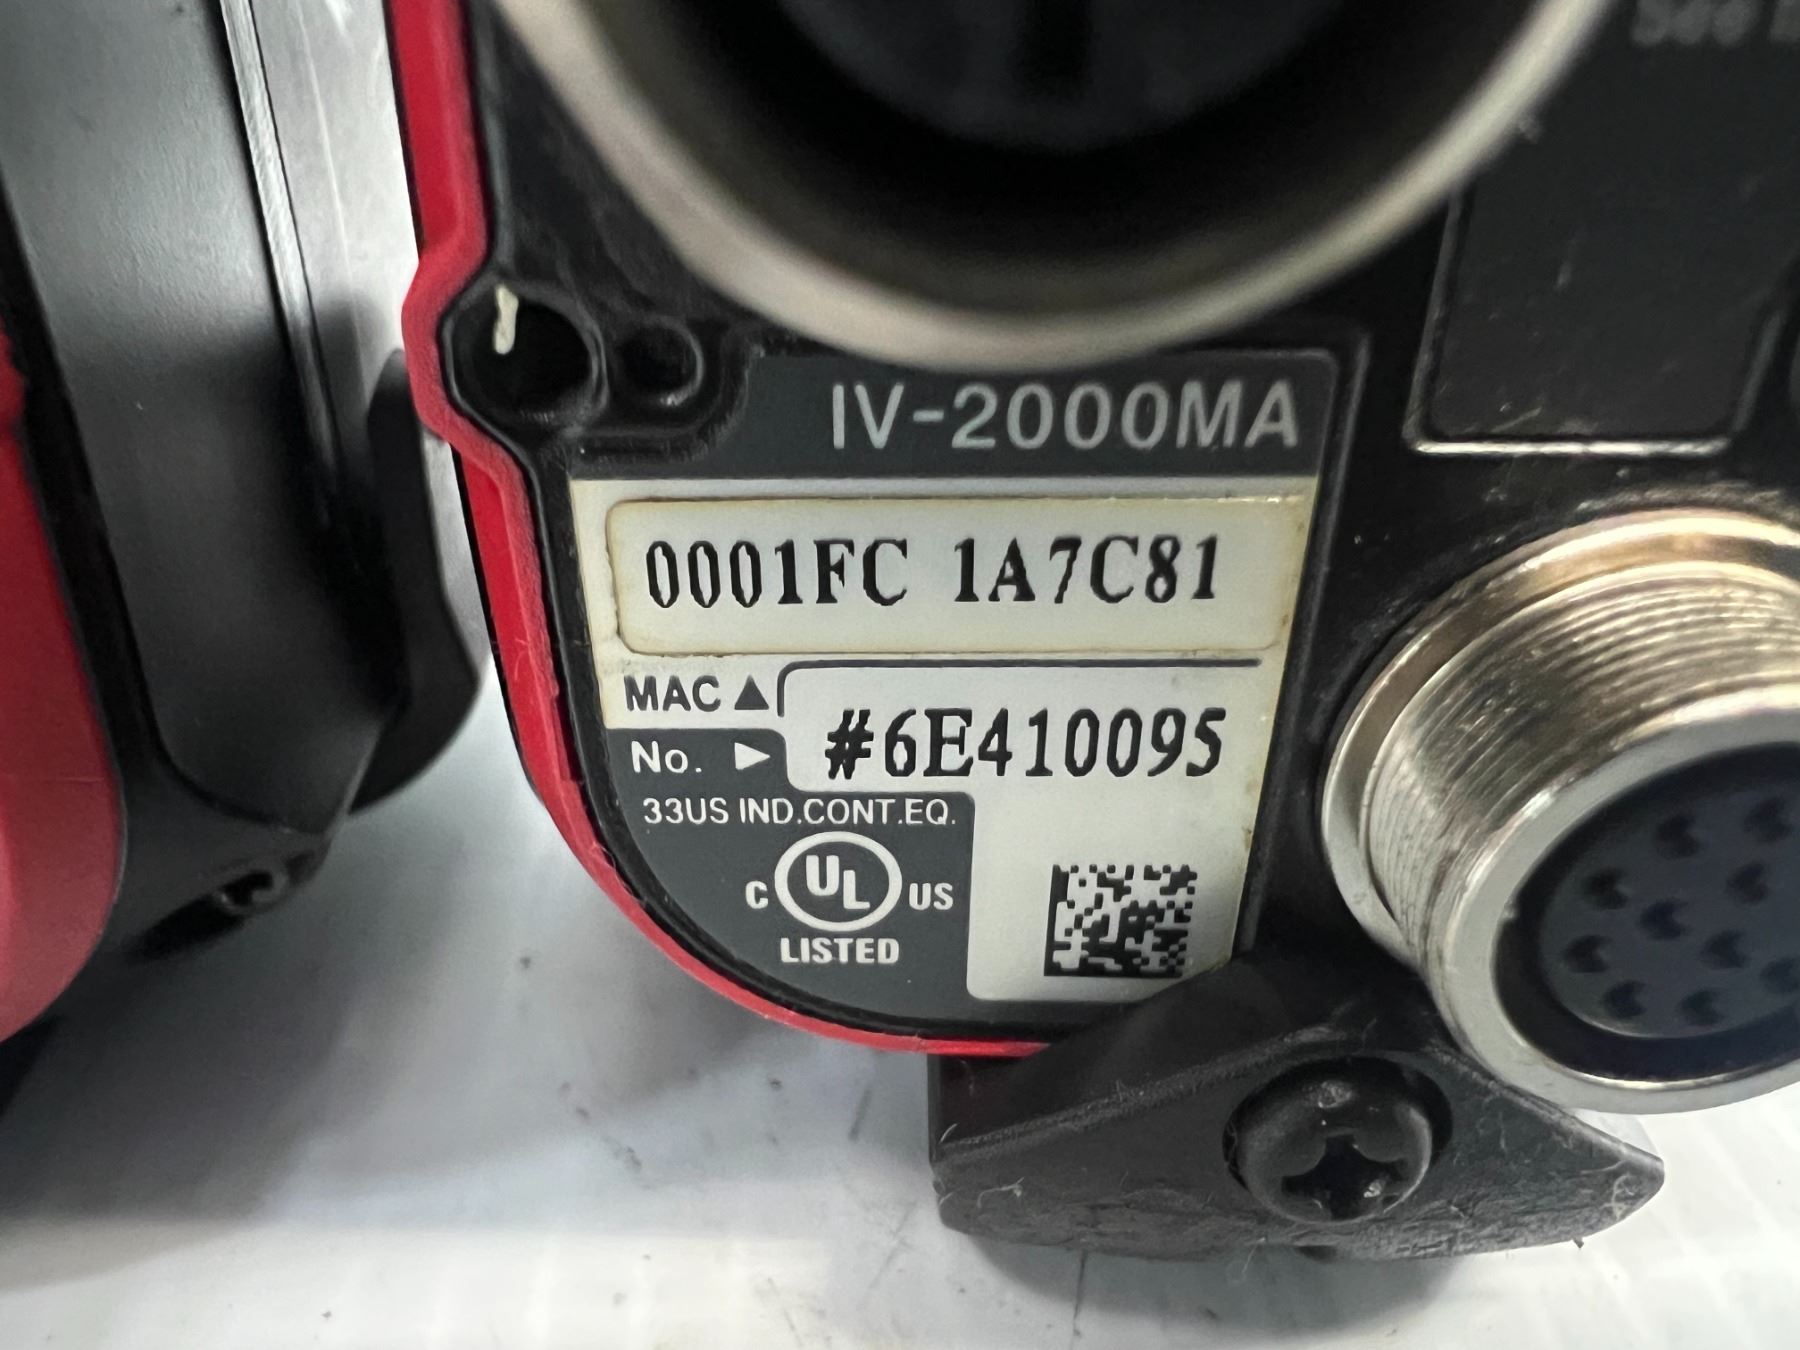 IV-2000MA
0001FC 1A7C81
MAC ▲
No. ▶ #6E410095
33US IND.CONT.EQ.
C UL US
LISTED